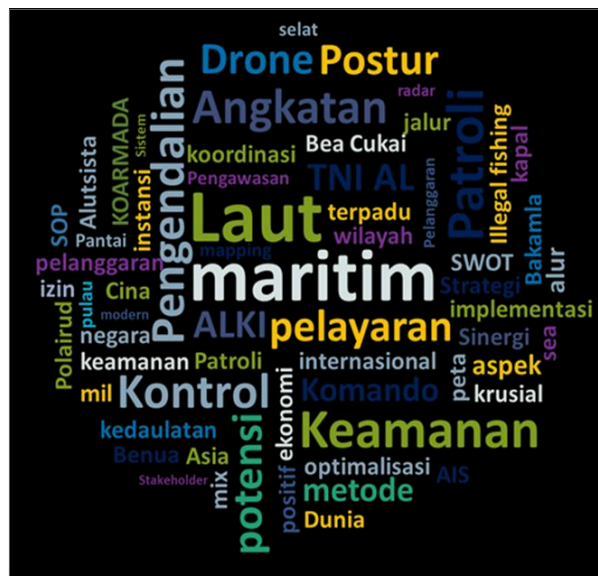 selat
Drone Postur
Angkatan
radar
jalur
Patroli
Pengendalian
KOARMADA
Sistem
Alutsista
instansi
SOP
koordinasi
Bea Cukai
Pengawasan
TNI AL
Pelanggaran
Illegal fishing
kapal
Bakamla
alur
Pantai
Laut
terpadu
wilayah
mapping
pelanggaran
maritim
SWOT
Strategi
izin
pulau
Cina
modern
negara
Polairud
ALKI
pelayaran
implementasi
Sinergi
sea
keamanan
Patroli
internasional
peta
aspek
krusial
mil
Kontrol
ekonomi
Komando
kedaulatan
potensi
Keamanan
Benua
Asia
Stakeholder
mix
positif
optimalisasi
AIS
metode
Dunia